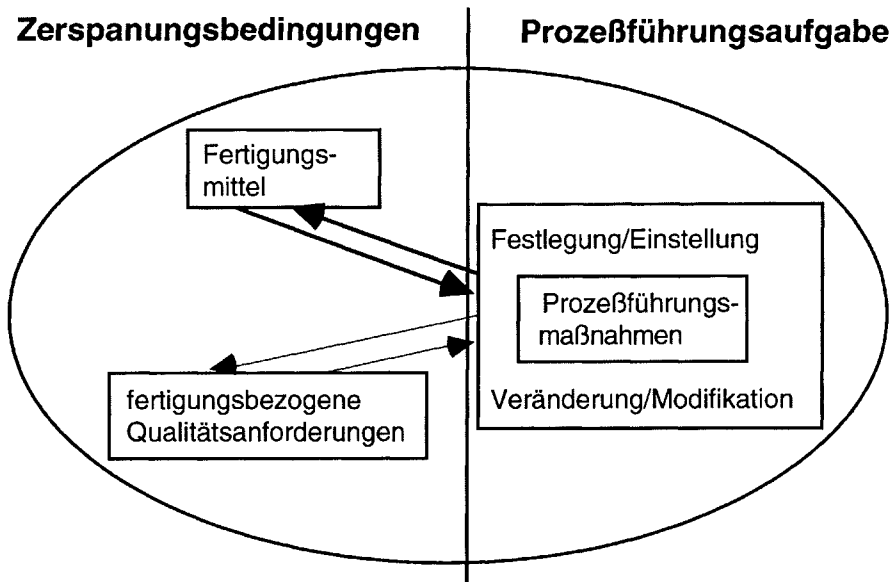 Zerspanungsbedingungen
Prozeßführungsaufgabe
Fertigungs-
mittel
Festlegung/Einstellung
Prozeßführungs-
maßnahmen
Veränderung/Modifikation
fertigungsbezogene
Qualitätsanforderungen